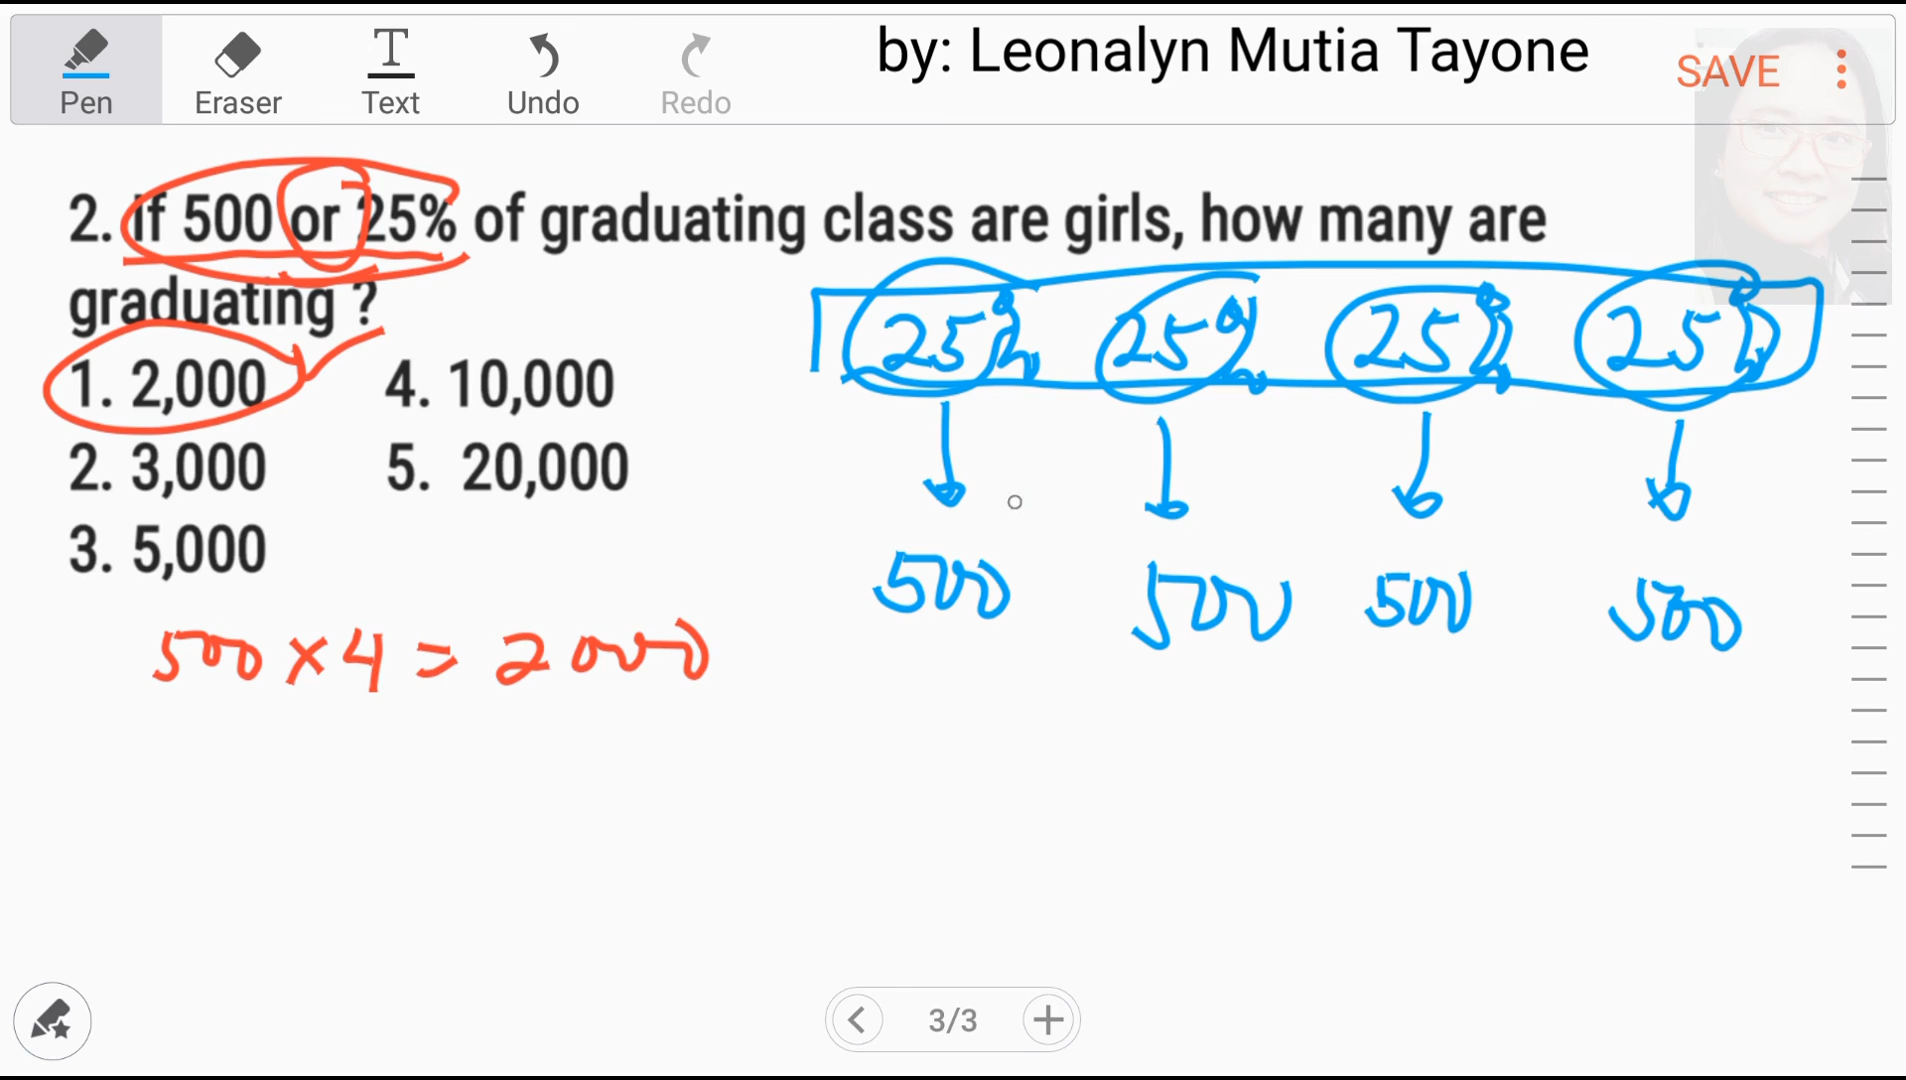 by: Leonalyn Mutia Tayone
SAVE
Pen Eraser Text Undo Redo
2. If 500 or 25% of graduating class are girls, how many are
graduating ?
1. 2,000 4. 10,000
2. 3,000 5. 20,000
3. 5,000
25% 25% 25% 25%
500 500 500 500
500 × 4 = 2000
3/3